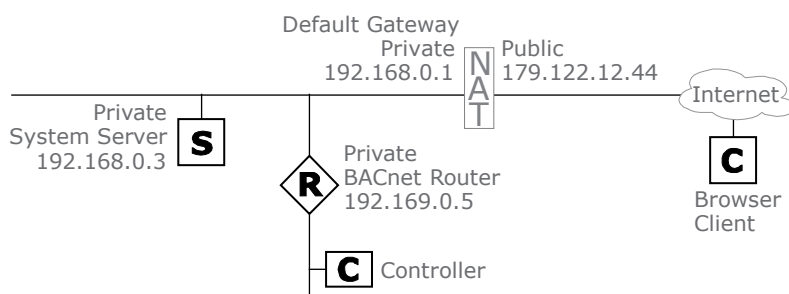 Default Gateway
Private
192.168.0.1
NAT
Public
179.122.12.44
Internet
Private
System Server
192.168.0.3
S
R
Private
BACnet Router
192.169.0.5
C
Browser
Client
C
Controller